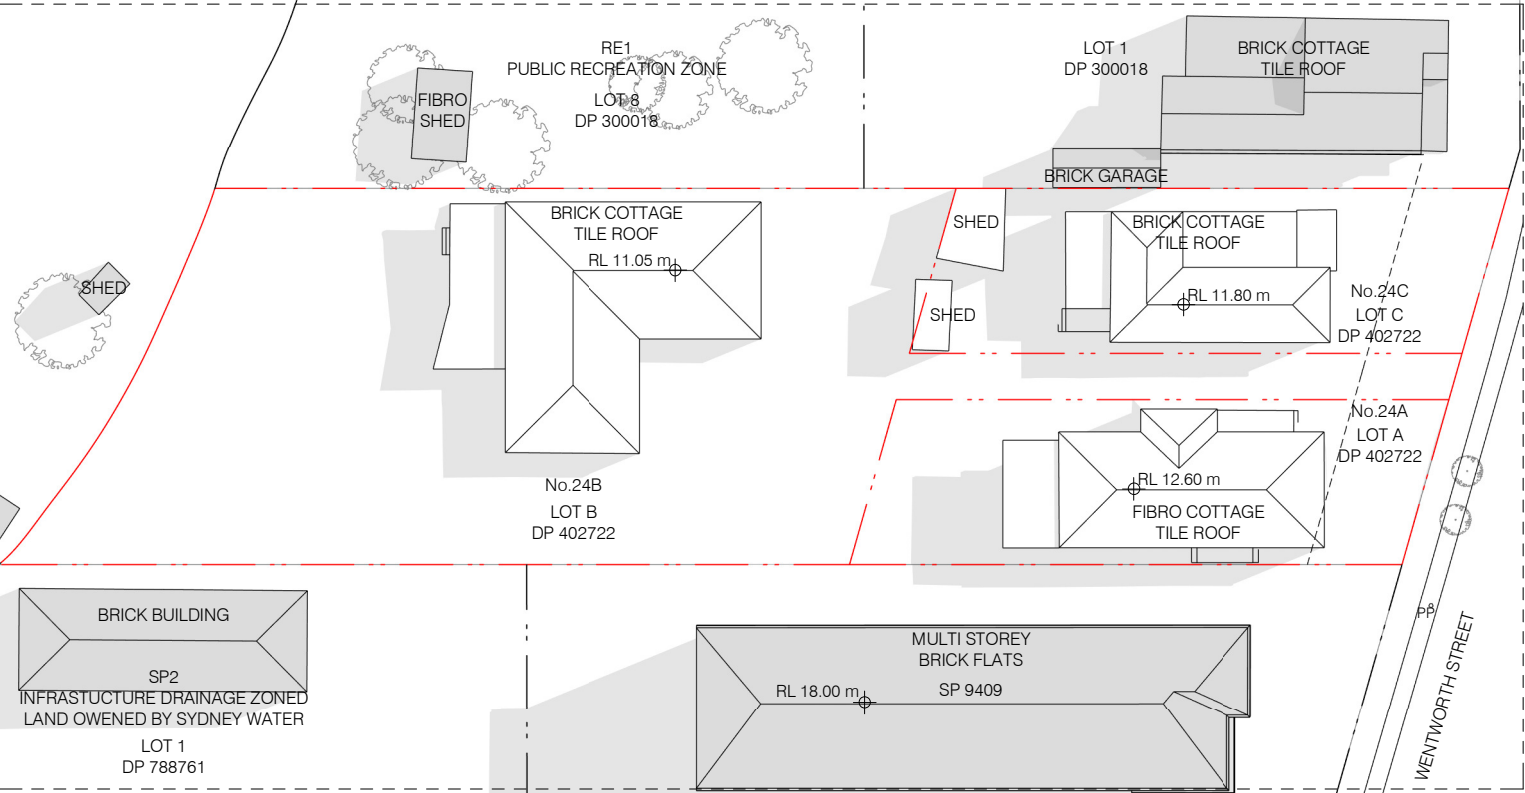 RE1
PUBLIC RECREATION ZONE
LOT 8
DP 300018
FIBRO
SHED
LOT 1
DP 300018
BRICK COTTAGE
TILE ROOF
BRICK GARAGE
BRICK COTTAGE
TILE ROOF
RL 11.05 m
SHED
SHED
SHED
BRICK COTTAGE
TILE ROOF
RL 11.80 m
No.24C
LOT C
DP 402722
No.24A
LOT A
DP 402722
RL 12.60 m
FIBRO COTTAGE
TILE ROOF
No.24B
LOT B
DP 402722
BRICK BUILDING
SP2
INFRASTUCTURE DRAINAGE ZONED
LAND OWENED BY SYDNEY WATER
LOT 1
DP 788761
MULTI STOREY
BRICK FLATS
RL 18.00 m
SP 9409
PP
WENTWORTH STREET